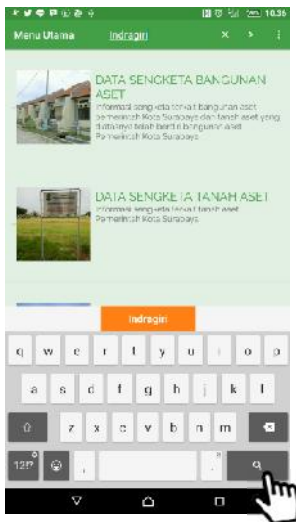 10.36
Menu Utama Indragiri
DATA SENGKETA BANGUNAN
ASET
Informasi sengketa terkait bangunan aset
pemerintah Kota Surabaya dan tanah aset yang
diatasnya telah berdiri bangunan aset
Pemerintah Kota Surabaya
DATA SENGKETA TANAH ASET
Informasi sengketa terkait tanah aset
Pemerintah Kota Surabaya
Indragiri
q w e r t y u i o p
a s d f g h j k l
z x c v b n m
12!? , .